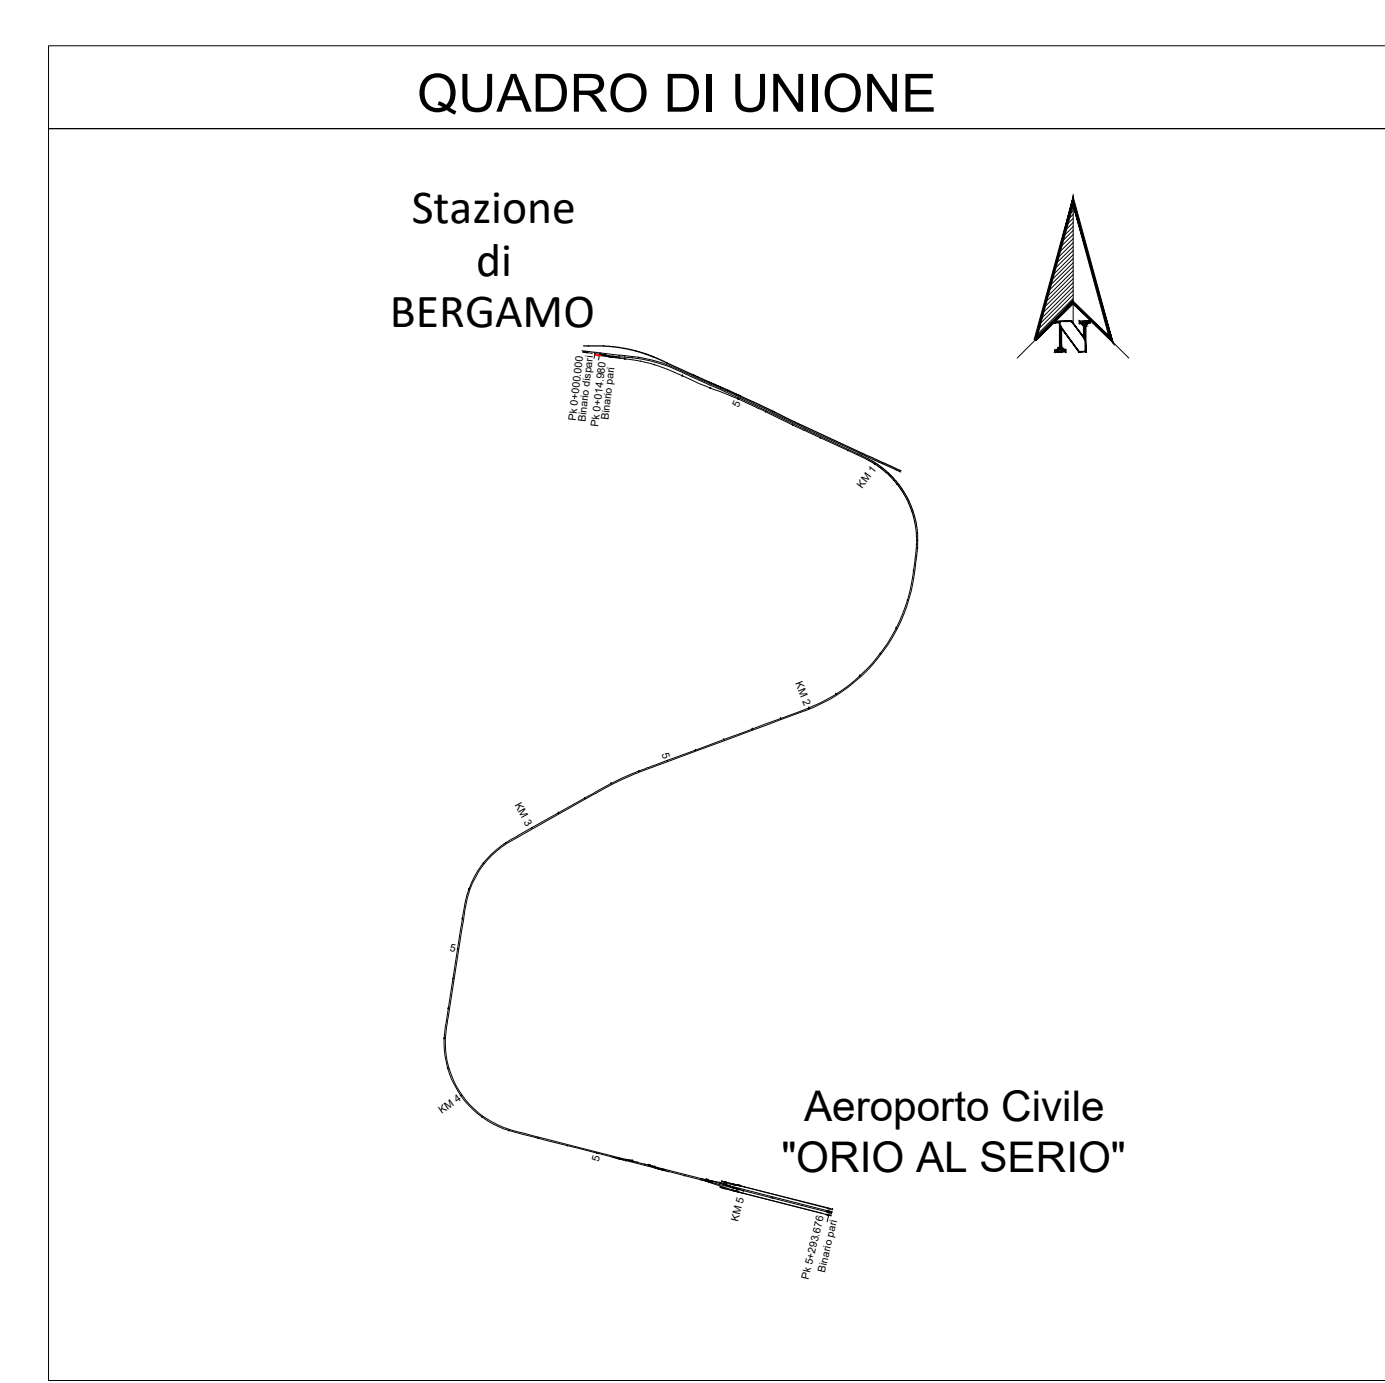 QUADRO DI UNIONE
Stazione
di
BERGAMO
N
Pk 0+000.000
Binario dispari
Pk 0+014.980
Binario pari
5
KM 1
KM 2
5
KM 3
5
KM 4
5
KM 5
Aeroporto Civile
"ORIO AL SERIO"
Pk 5+293.676
Binario pari